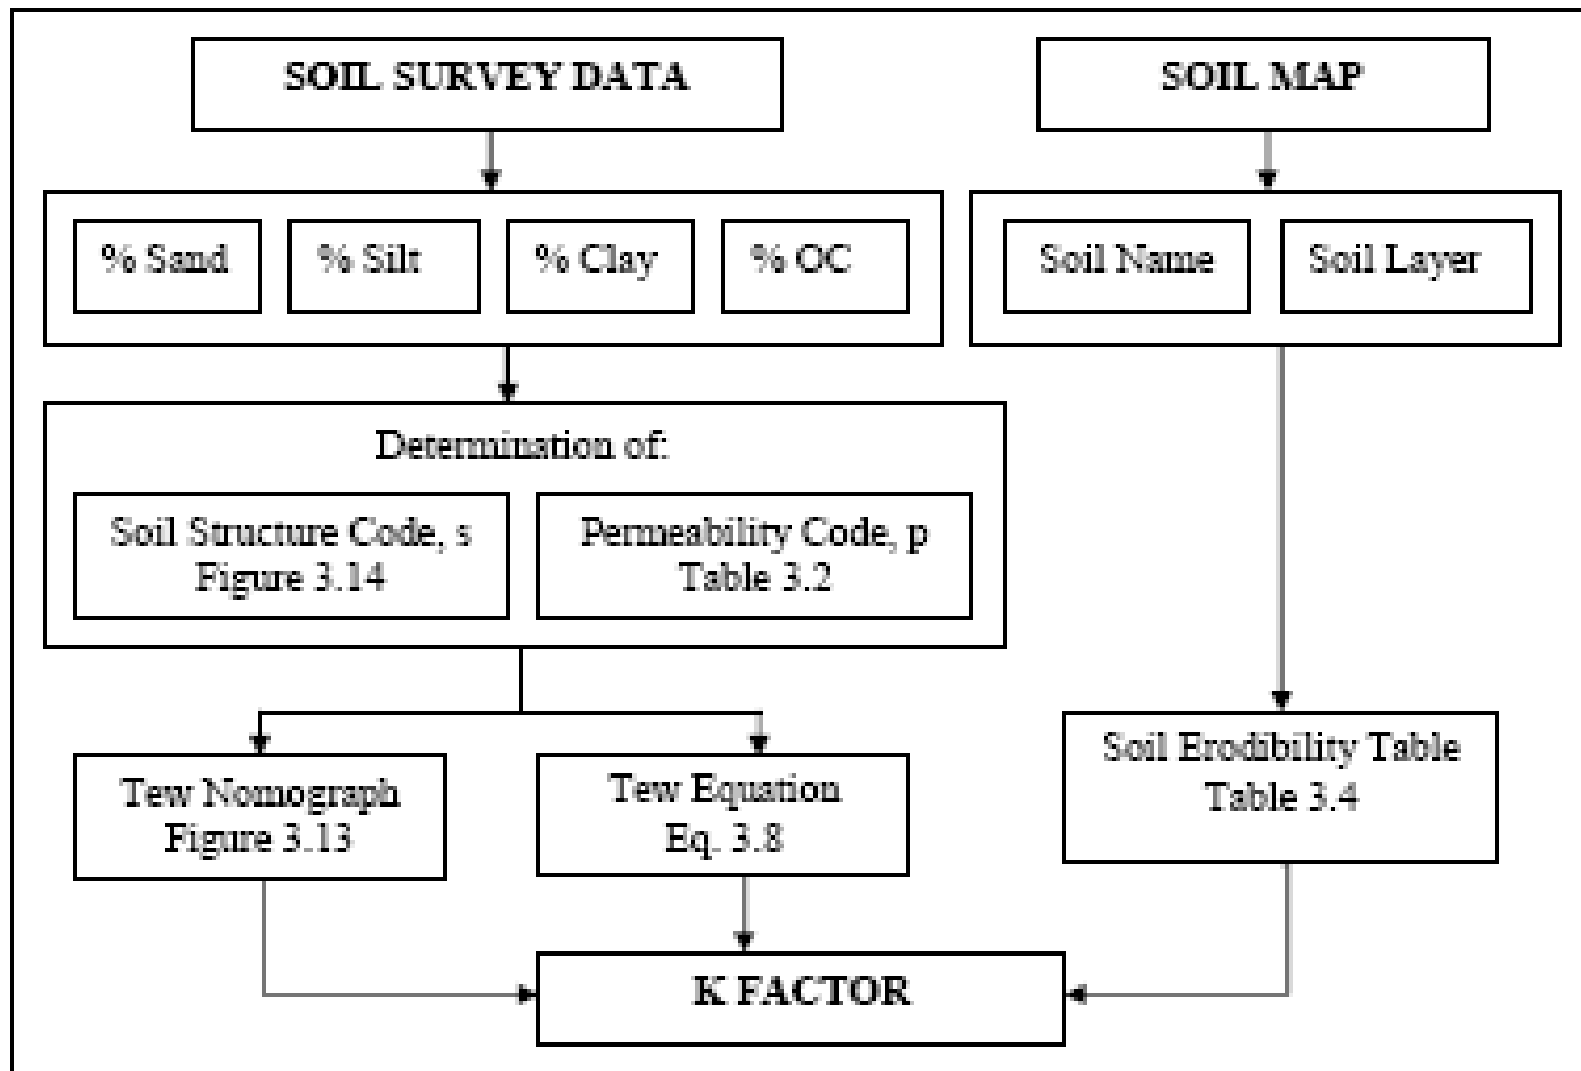 SOIL SURVEY DATA
SOIL MAP
% Sand
% Silt
% Clay
% OC
Soil Name
Soil Layer
Determination of:
Soil Structure Code, s
Figure 3.14
Permeability Code, p
Table 3.2
Tew Nomograph
Figure 3.13
Tew Equation
Eq. 3.8
Soil Erodibility Table
Table 3.4
K FACTOR